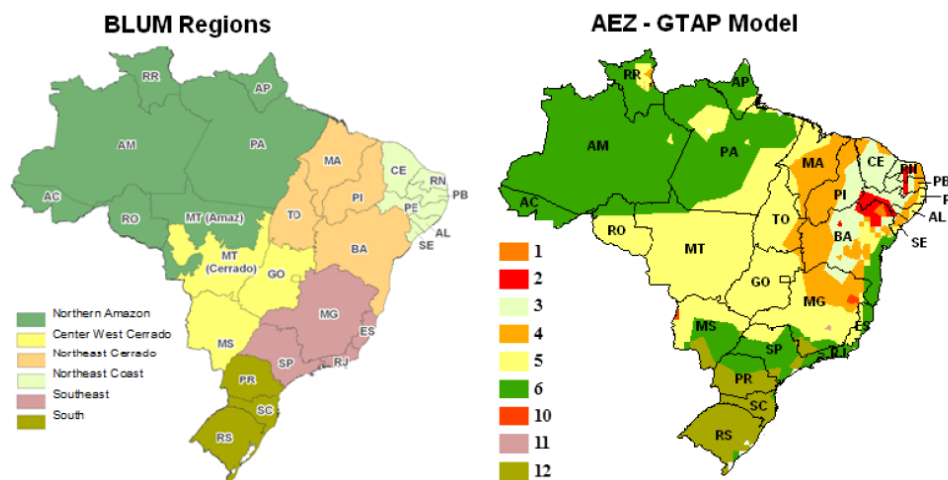 BLUM Regions
RR
AP
AM
PA
MA
CE
RN
PB
PI
PE
AC
AL
TO
RO
SE
MT (Amaz)
BA
MT
(Cerrado)
GO
MG
MS
ES
SP
RJ
PR
SC
RS
Northern Amazon
Center West Cerrado
Northeast Cerrado
Northeast Coast
Southeast
South
AEZ - GTAP Model
RR
AP
AM
PA
MA
CE
RN
PB
PI
P
AC
AL
TO
RO
SE
MT
BA
GO
MG
MS
ES
SP
RJ
PR
SC
RS
1
2
3
4
5
6
10
11
12